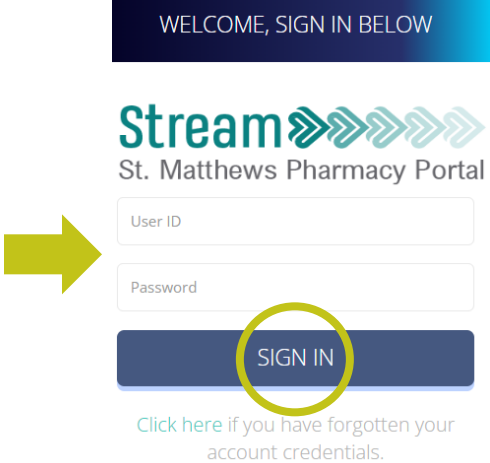 WELCOME, SIGN IN BELOW
Stream
St. Matthews Pharmacy Portal
User ID
Password
SIGN IN
Click here if you have forgotten your
account credentials.